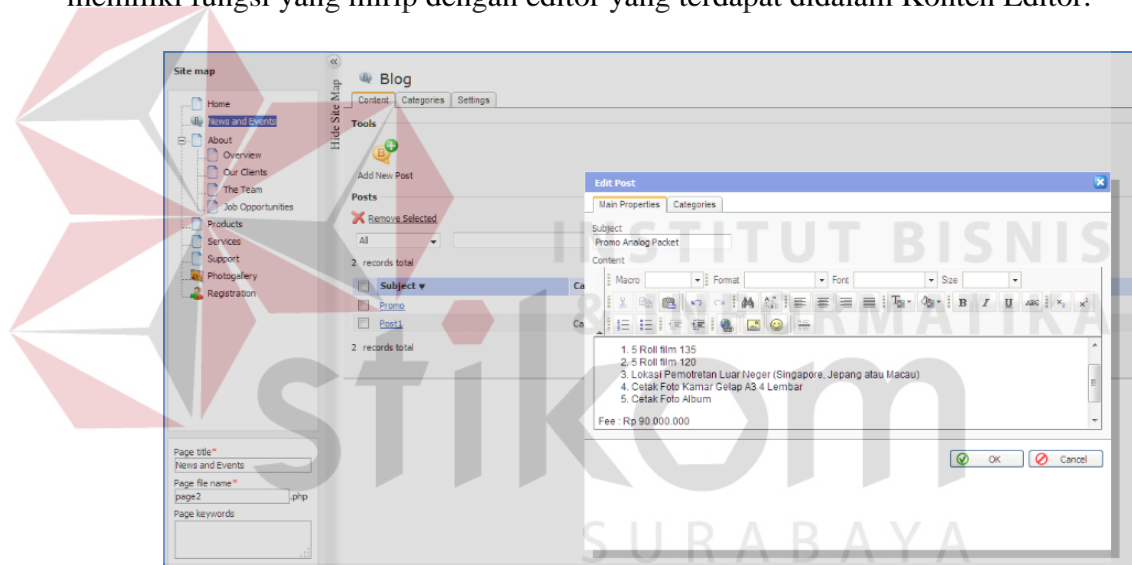 memiliki fungsi yang mirip dengan editor yang terdapat didalam Konten Editor.
Site map
Home
News and Events
About
Overview
Our Clients
The Team
Job Opportunities
Products
Services
Support
Photogallery
Registration
Page title*
News and Events
Page file name*
page2 .php
Page keywords
«
Hide Site Map
Blog
Content Categories Settings
Tools
Add New Post
Posts
Remove Selected
All
2 records total
Subject ▼ Ca
Promo
Post1 Ca
2 records total
Edit Post
Main Properties Categories
Subject
Promo Analog Packet
Content
Macro Format Font Size
B I U ABC x₂ x²
1. 5 Roll film 135
2. 5 Roll film 120
3. Lokasi Pemotretan Luar Neger (Singapore, Jepang atau Macau)
4. Cetak Foto Kamar Gelap A3 4 Lembar
5. Cetak Foto Album
Fee : Rp 90.000.000
OK Cancel
INSTITUT BISNIS
& INFORMATIKA
stikom
SURABAYA